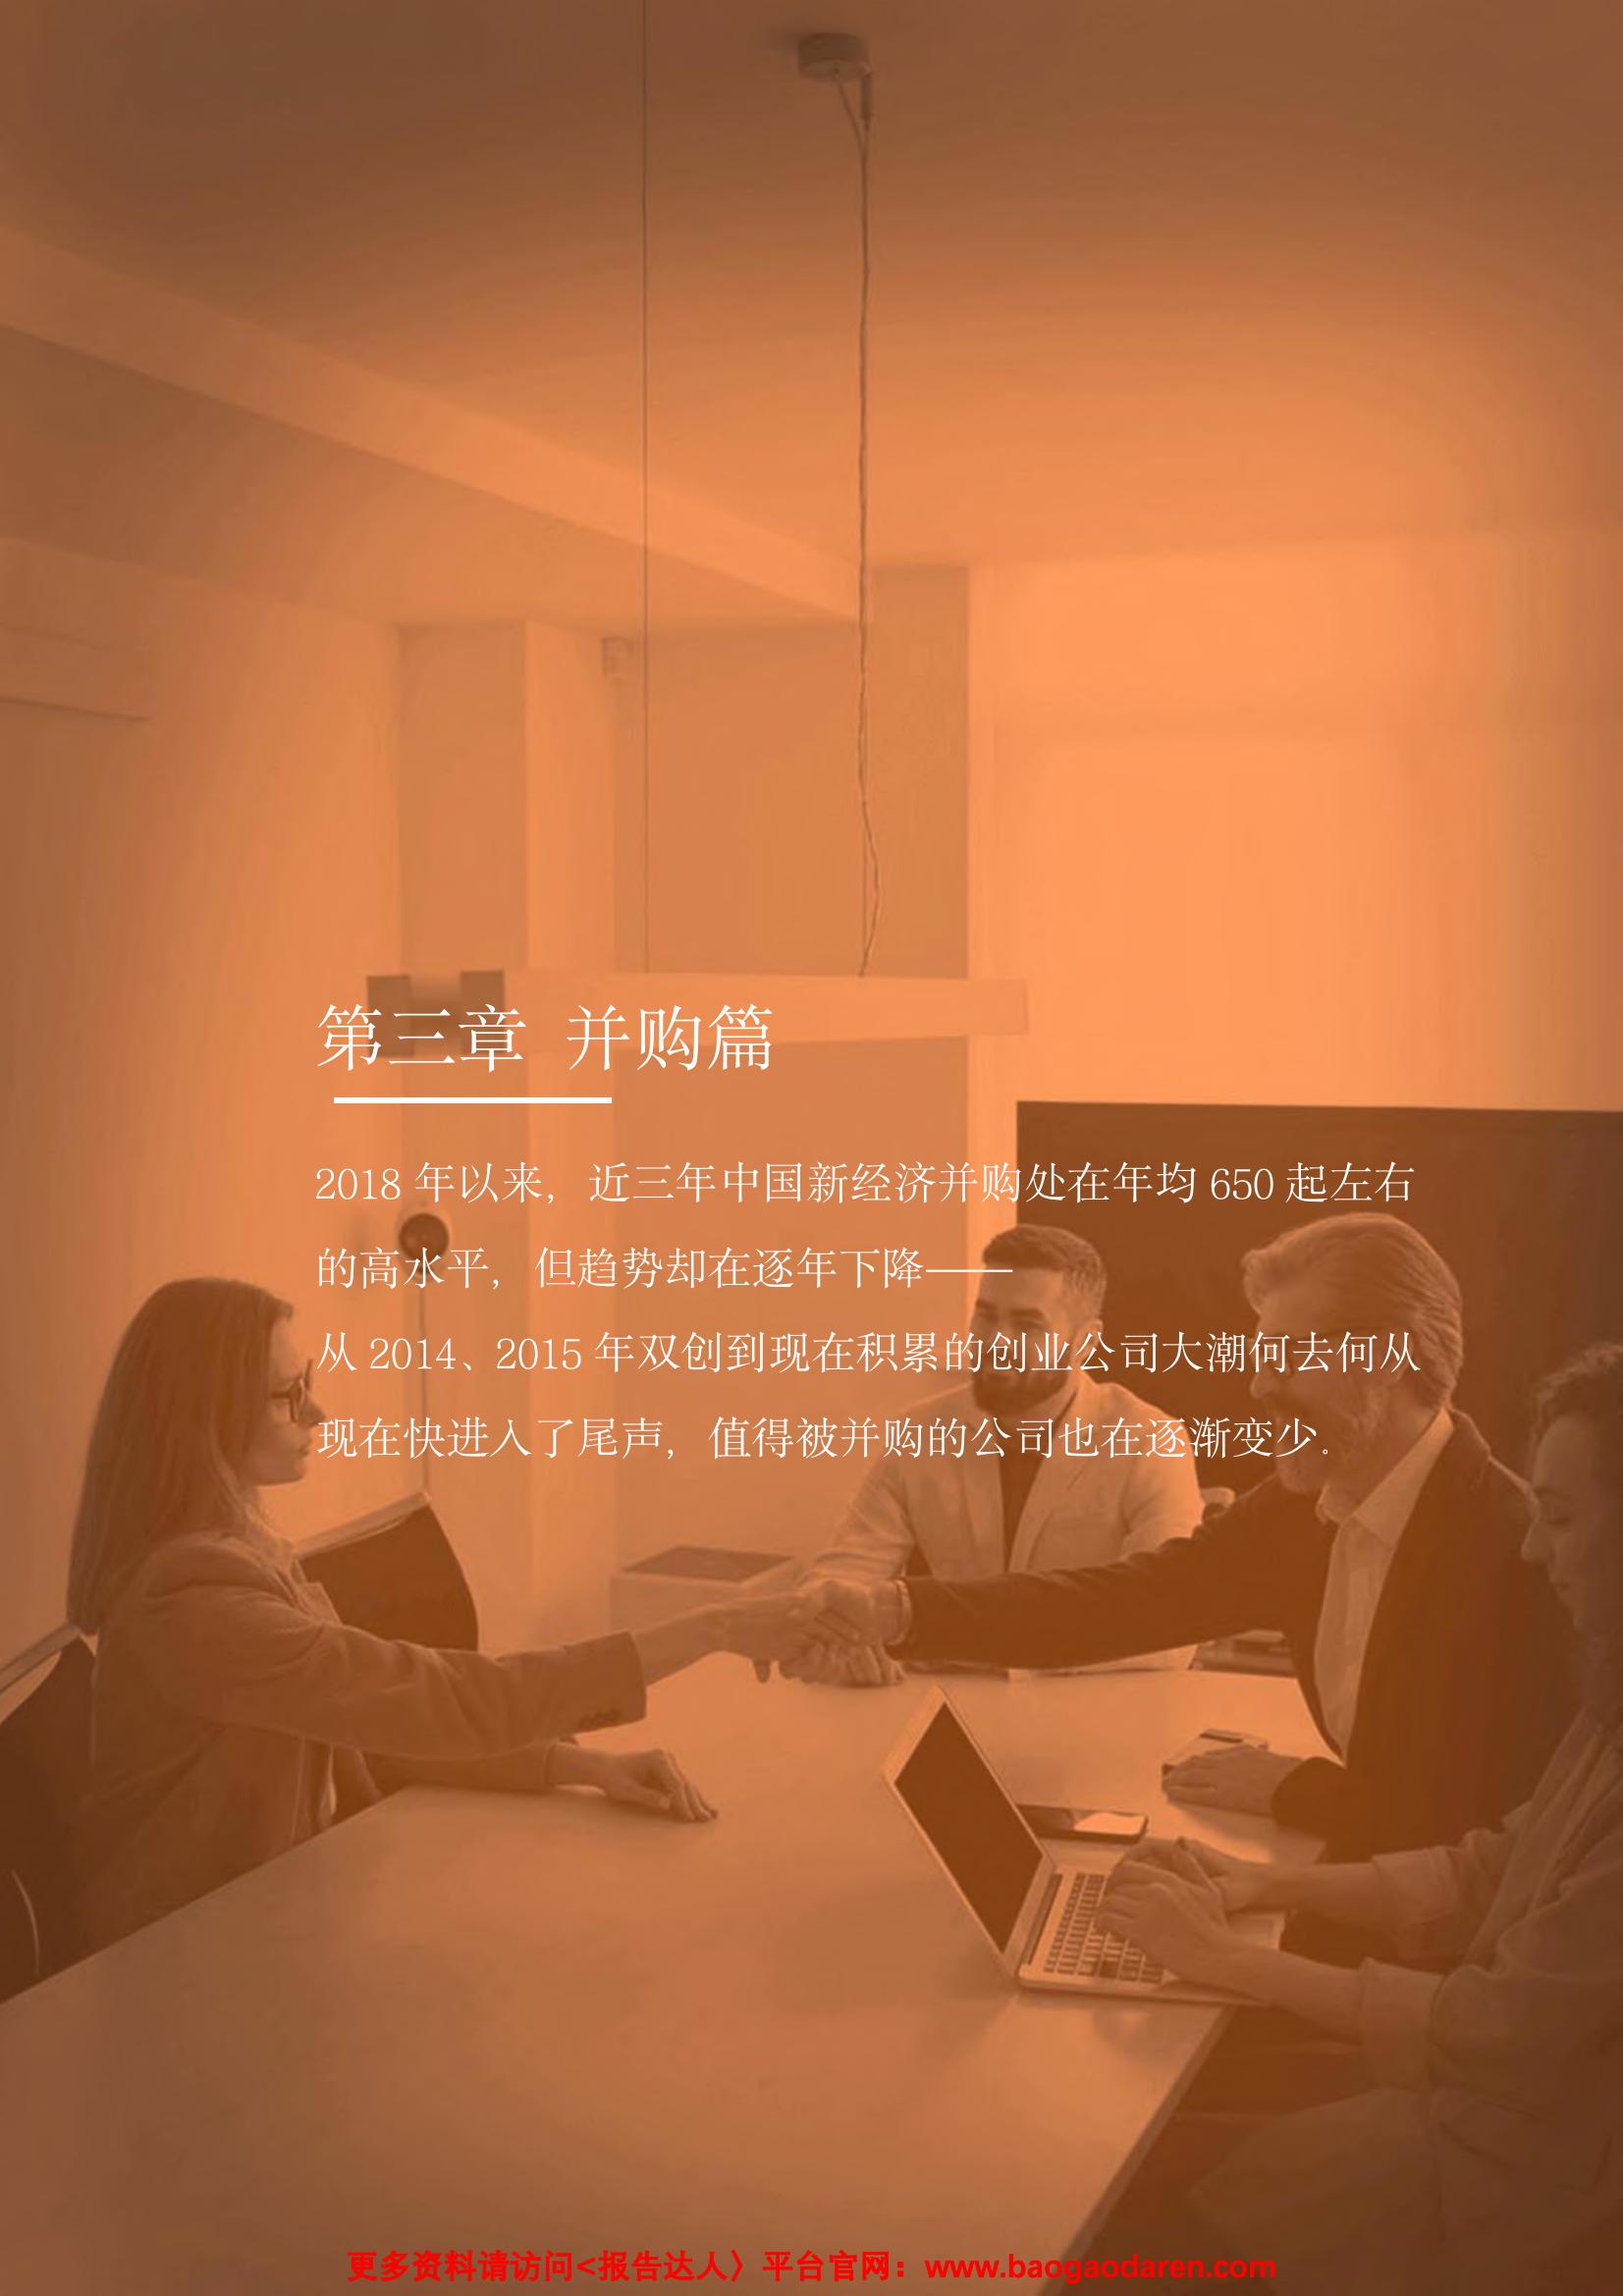 第三章 并购篇
2018 年以来，近三年中国新经济并购处在年均 650 起左右
的高水平，但趋势却在逐年下降——
从 2014、2015 年双创到现在积累的创业公司大潮何去何从
现在快进入了尾声，值得被并购的公司也在逐渐变少。
更多资料请访问<报告达人〉平台官网：www.baogaodaren.com